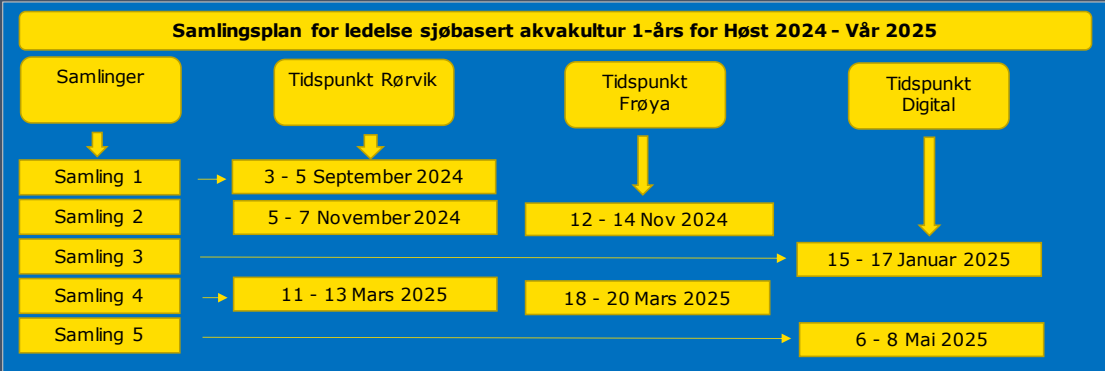 Samlingsplan for ledelse sjøbasert akvakultur 1-års for Høst 2024 - Vår 2025
Samlinger
Tidspunkt Rørvik
Tidspunkt
Frøya
Tidspunkt
Digital
Samling 1
3 - 5 September 2024
Samling 2
5 - 7 November 2024
12 - 14 Nov 2024
Samling 3
15 - 17 Januar 2025
Samling 4
11 - 13 Mars 2025
18 - 20 Mars 2025
Samling 5
6 - 8 Mai 2025